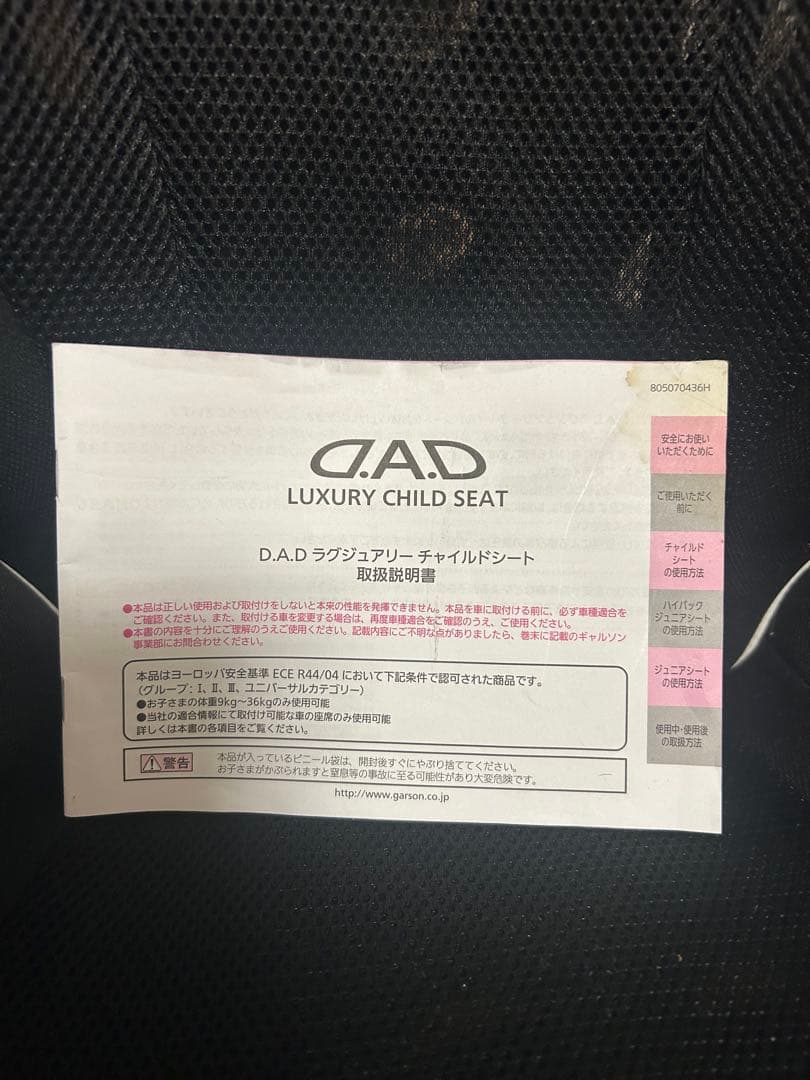 805070436H
D.A.D
LUXURY CHILD SEAT
D.A.D ラグジュアリー チャイルドシート
取扱説明書
●本品は正しい使用および取付けをしないと本来の性能を発揮できません。本品を車に取付ける前に、必ず車種適合を
ご確認ください。また、取付ける車を変更する場合は、再度車種適合をご確認のうえ、ご使用ください。
●本書の内容を十分にご理解のうえご使用ください。記載内容にご不明な点がありましたら、巻末に記載のギャルソン
事業部にお問合わせください。
本品はヨーロッパ安全基準 ECE R44/04 において下記条件で認可された商品です。
(グループ: Ⅰ、Ⅱ、Ⅲ、ユニバーサルカテゴリー)
●お子さまの体重9kg~36kgのみ使用可能
●当社の適合情報にて取付け可能な車の座席のみ使用可能
詳しくは本書の各項目をご覧ください。
警告
本品が入っているビニール袋は、開封後すぐにやぶり捨ててください。
お子さまがかぶられますと窒息等の事故に至る可能性があり大変危険です。
http://www.garson.co.jp
安全にお使い
いただくために
ご使用いただく
前に
チャイルド
シート
の使用方法
ハイバック
ジュニアシート
の使用方法
ジュニアシート
の使用方法
使用中・使用後
の取扱方法